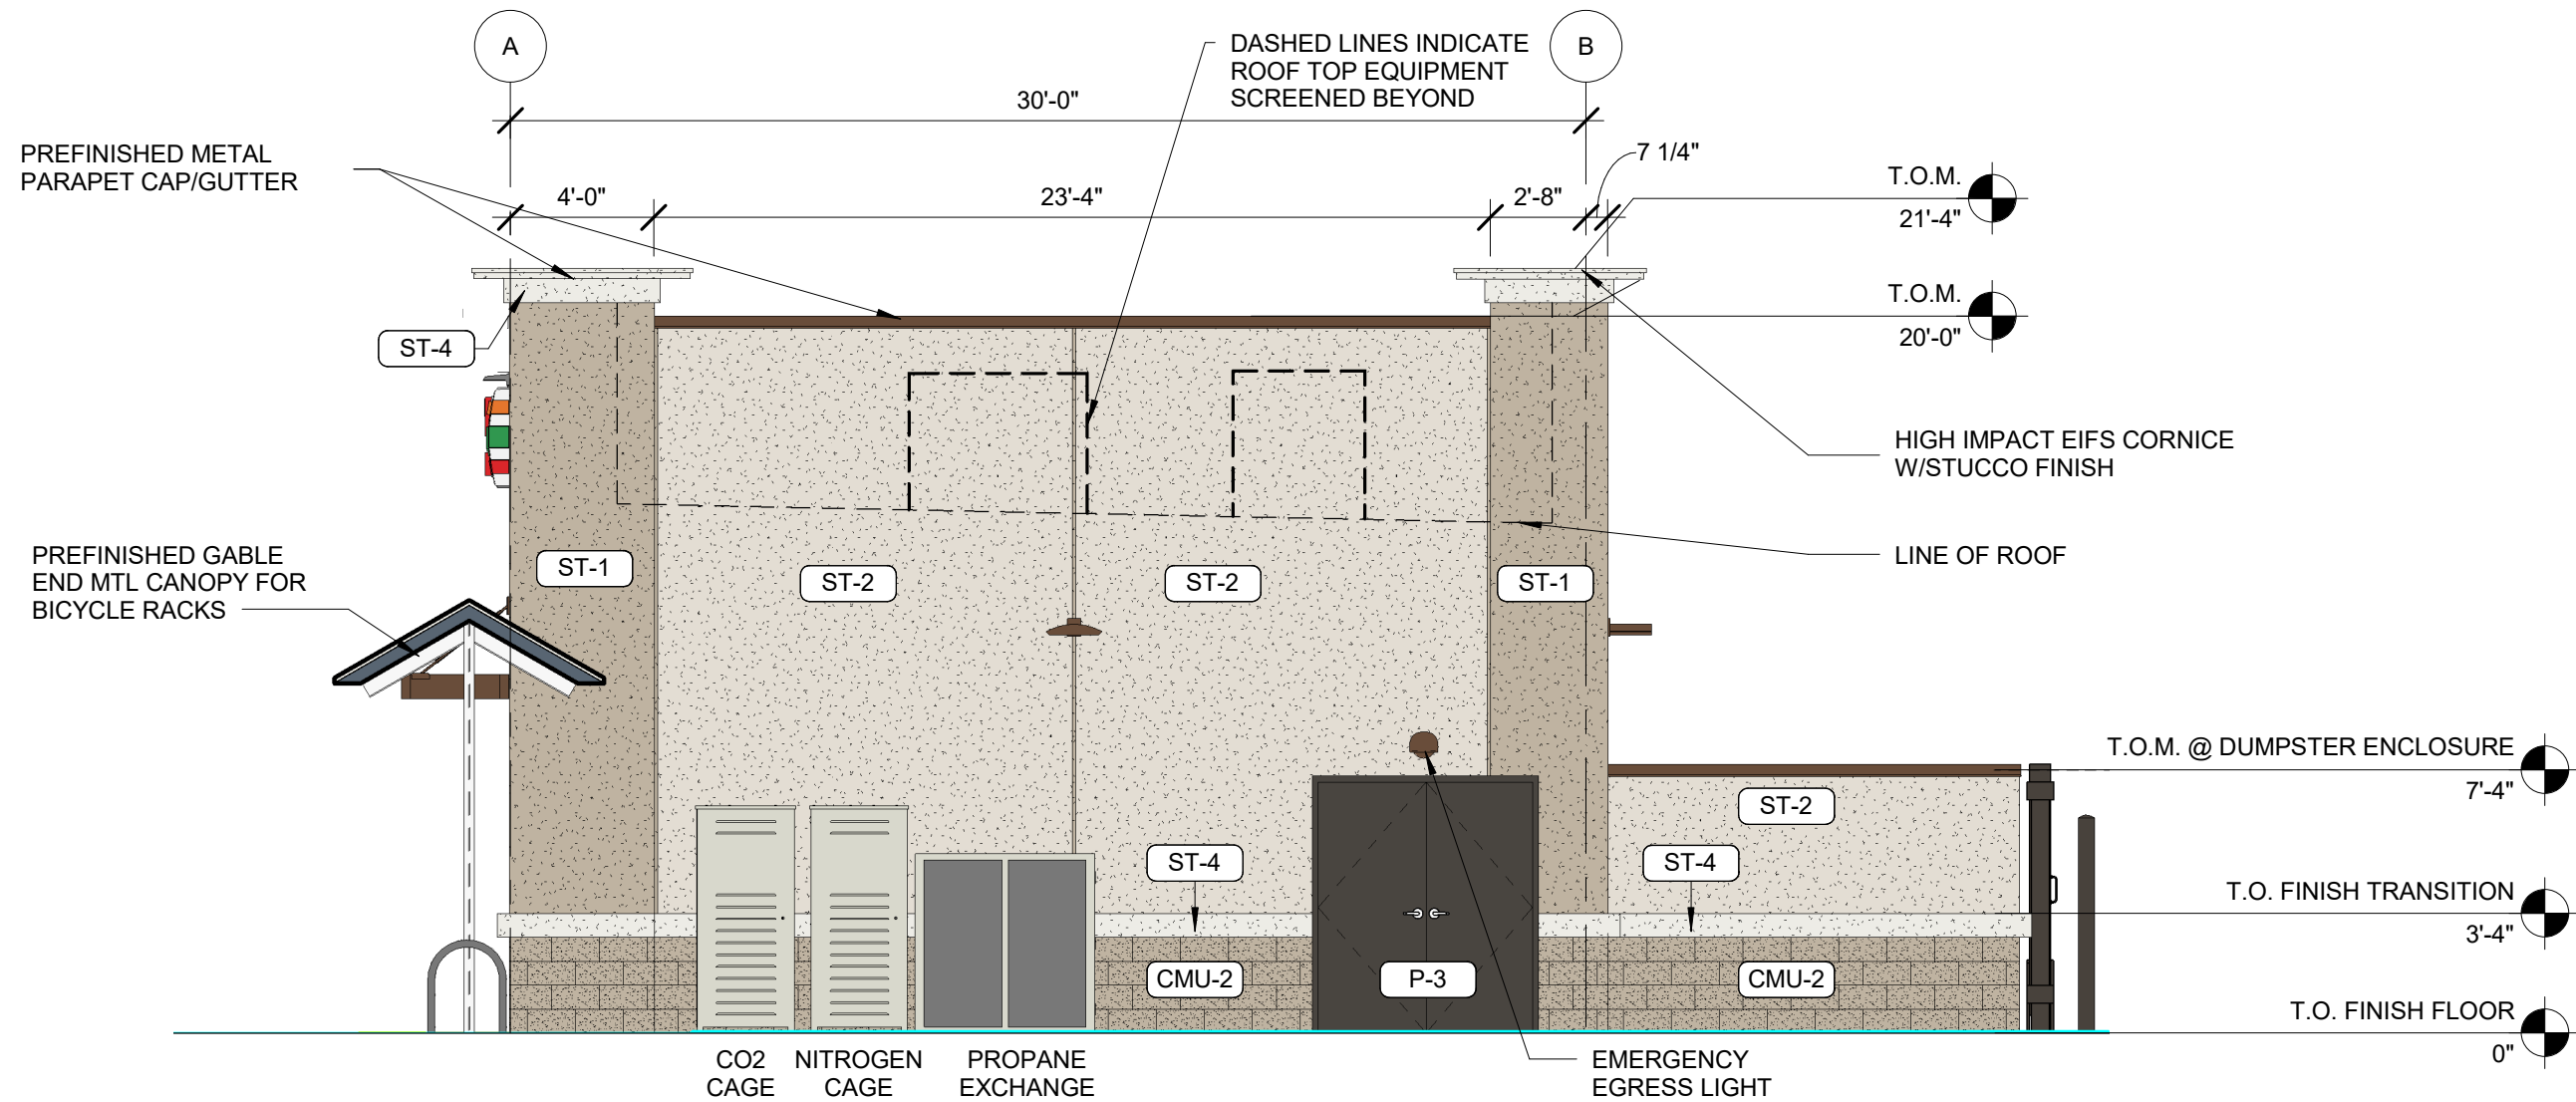 A
B
DASHED LINES INDICATE
ROOF TOP EQUIPMENT
SCREENED BEYOND
30'-0"
PREFINISHED METAL
PARAPET CAP/GUTTER
7 1/4"
4'-0"
23'-4"
2'-8"
T.O.M.
21'-4"
T.O.M.
20'-0"
ST-4
HIGH IMPACT EIFS CORNICE
W/STUCCO FINISH
PREFINISHED GABLE
END MTL CANOPY FOR
BICYCLE RACKS
ST-1
ST-2
ST-2
ST-1
LINE OF ROOF
T.O.M. @ DUMPSTER ENCLOSURE
7'-4"
ST-2
ST-4
ST-4
T.O. FINISH TRANSITION
3'-4"
CMU-2
P-3
CMU-2
T.O. FINISH FLOOR
0"
CO2
CAGE
NITROGEN
CAGE
PROPANE
EXCHANGE
EMERGENCY
EGRESS LIGHT